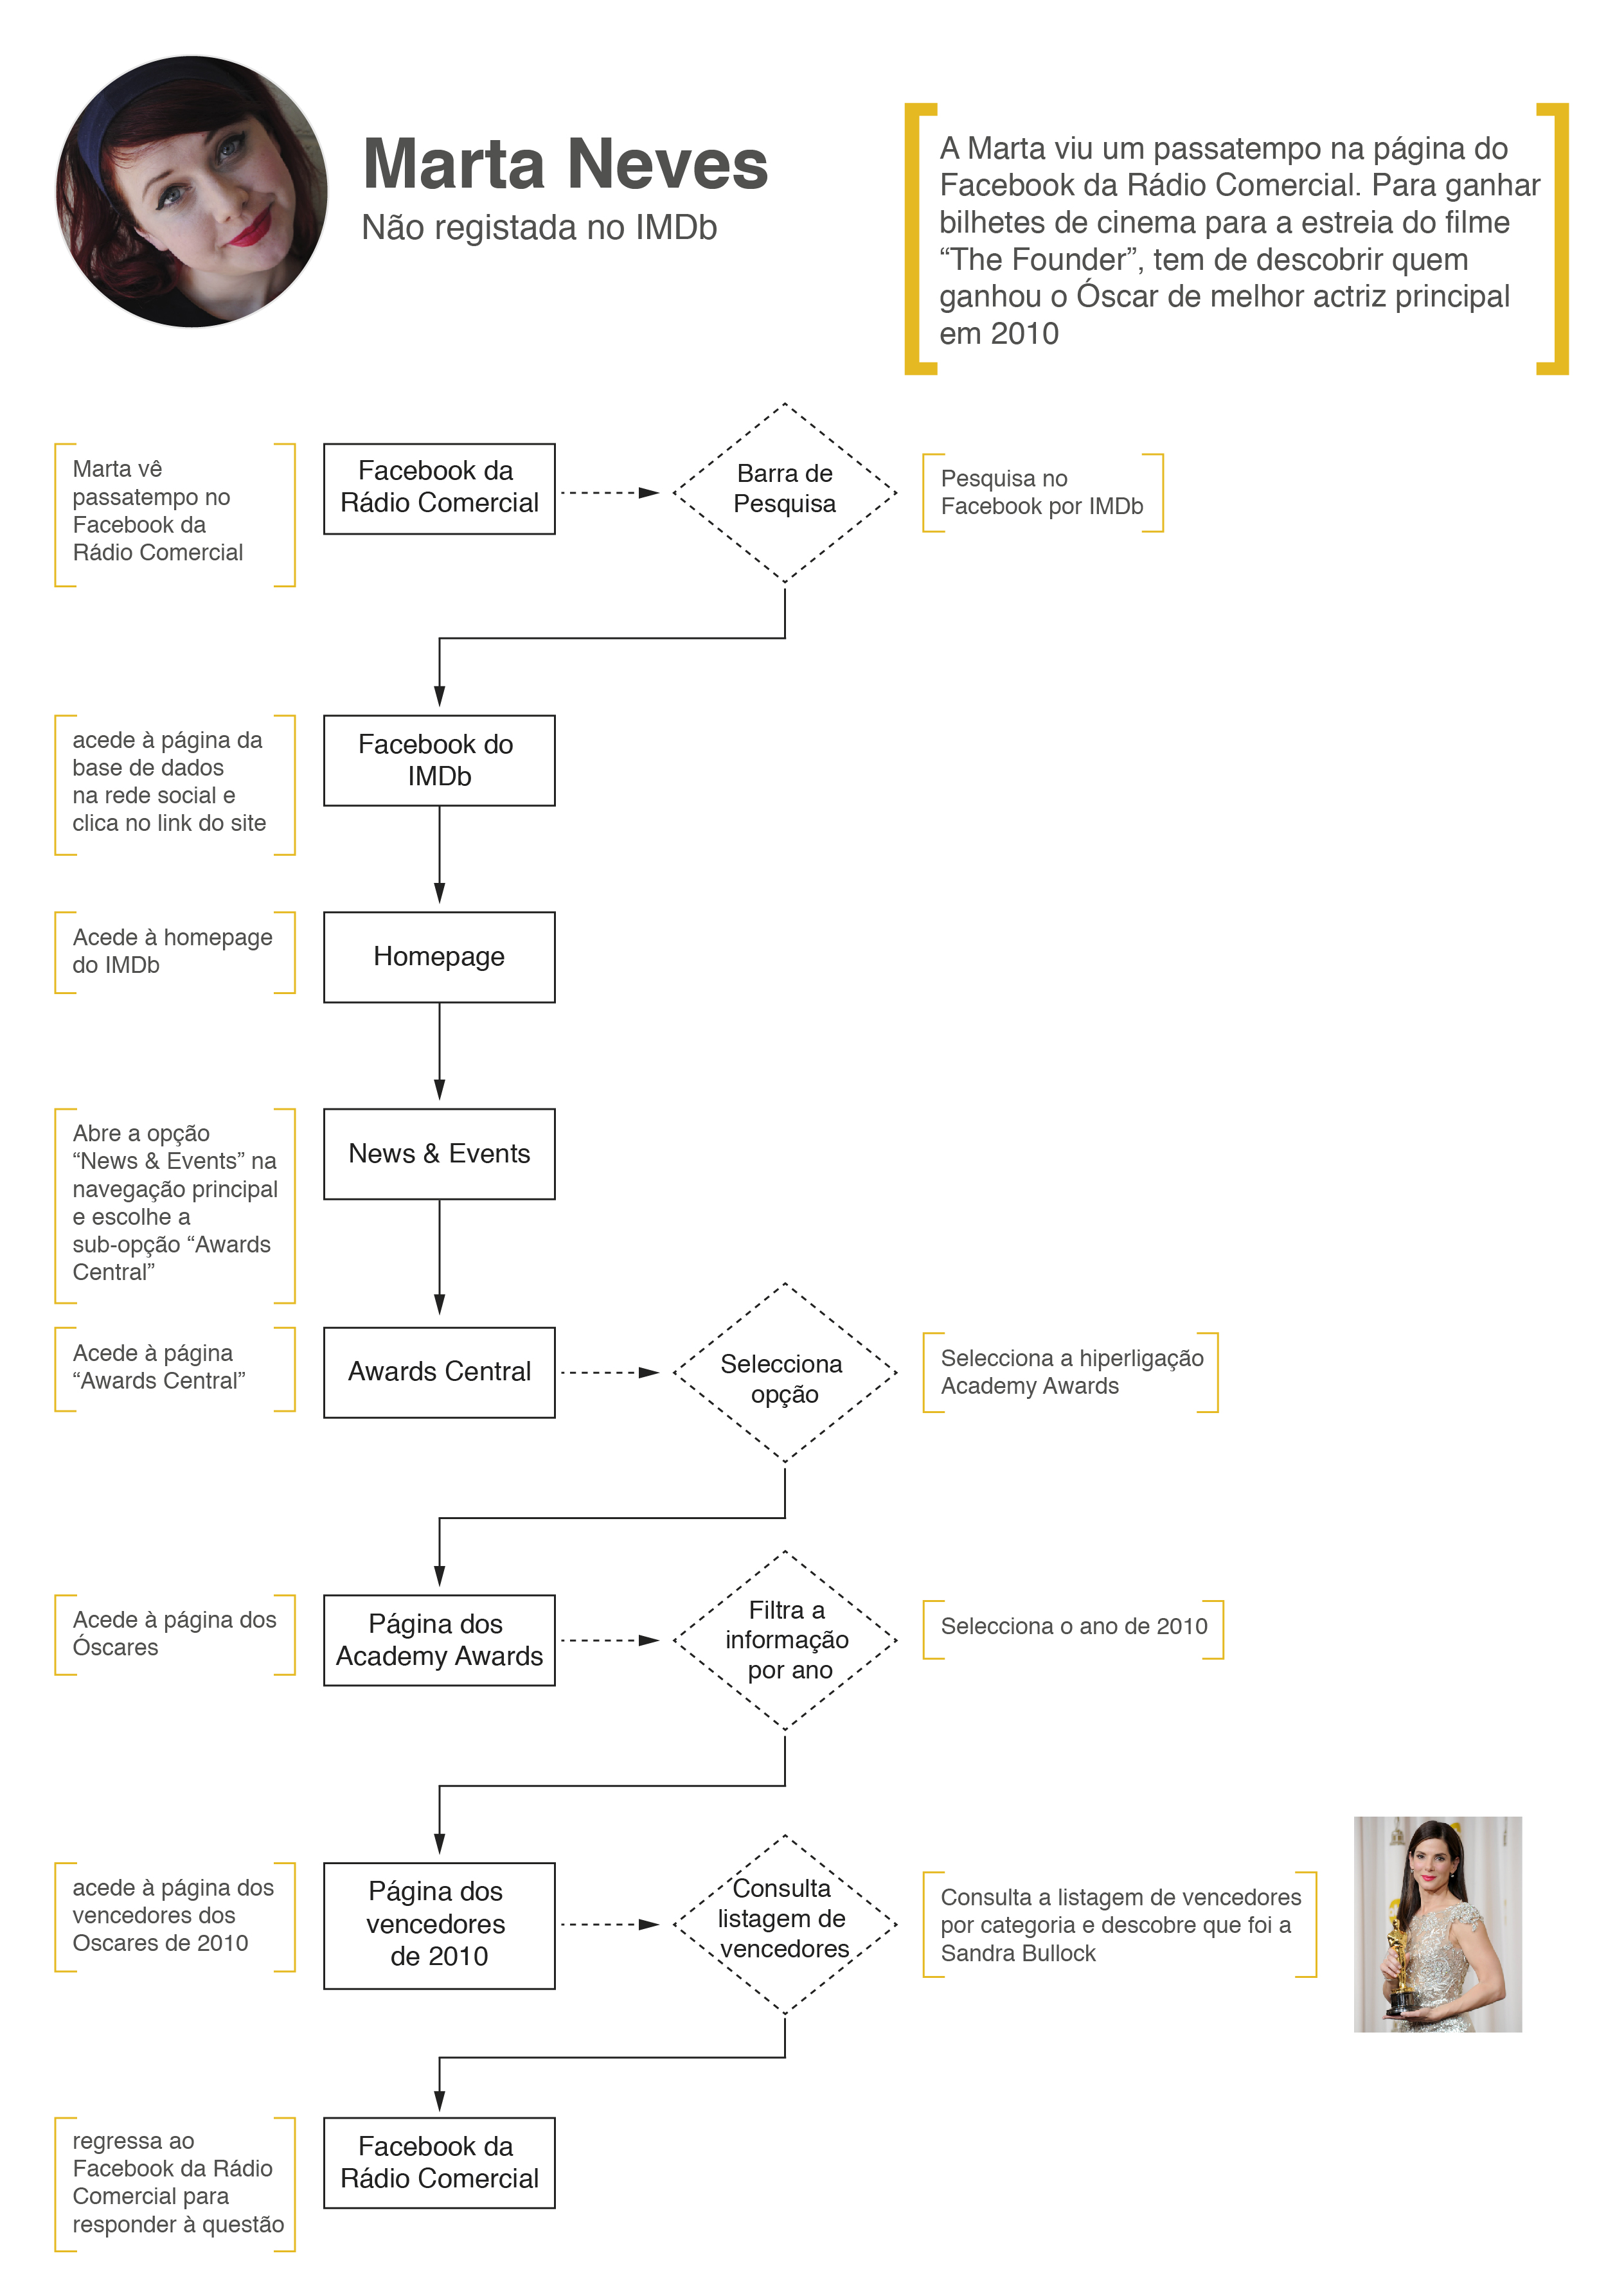 Marta Neves
Não registada no IMDb
A Marta viu um passatempo na página do
Facebook da Rádio Comercial. Para ganhar
bilhetes de cinema para a estreia do filme
“The Founder”, tem de descobrir quem
ganhou o Óscar de melhor actriz principal
em 2010
Marta vê
passatempo no
Facebook da
Rádio Comercial
Facebook da
Rádio Comercial
Barra de
Pesquisa
Pesquisa no
Facebook por IMDb
acede à página da
base de dados
na rede social e
clica no link do site
Facebook do
IMDb
Acede à homepage
do IMDb
Homepage
Abre a opção
“News & Events” na
navegação principal
e escolhe a
sub-opção “Awards
Central”
News & Events
Acede à página
“Awards Central”
Awards Central
Selecciona
opção
Selecciona a hiperligação
Academy Awards
Acede à página dos
Óscares
Página dos
Academy Awards
Filtra a
informação
por ano
Selecciona o ano de 2010
acede à página dos
vencedores dos
Oscares de 2010
Página dos
vencedores
de 2010
Consulta
listagem de
vencedores
Consulta a listagem de vencedores
por categoria e descobre que foi a
Sandra Bullock
regressa ao
Facebook da Rádio
Comercial para
responder à questão
Facebook da
Rádio Comercial